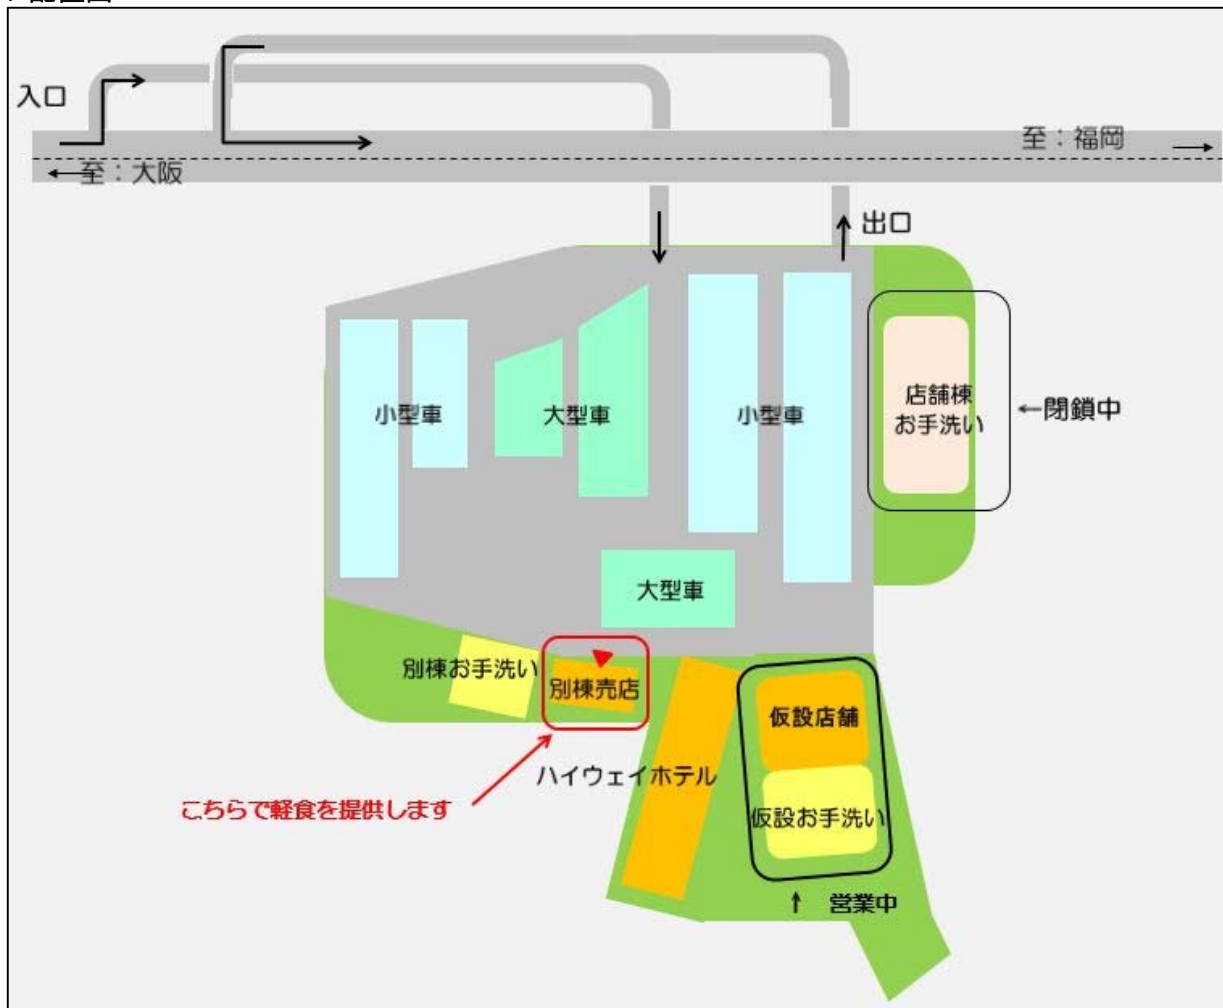 入口
至：福岡
至：大阪
出口
小型車
大型車
小型車
店舗棟
お手洗い
←閉鎖中
大型車
別棟お手洗い
別棟売店
仮設店舗
ハイウェイホテル
こちらで軽食を提供します
仮設お手洗い
↑ 営業中